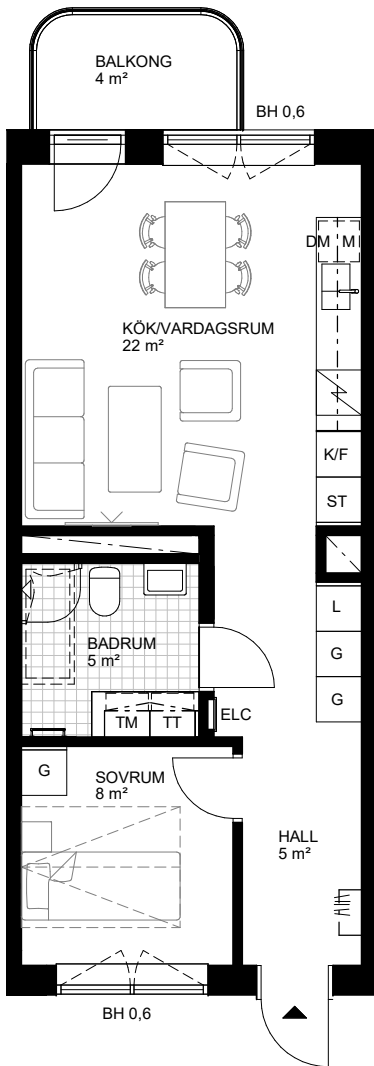 BALKONG
4 m²
BH 0,6
DM M
KÖK/VARDAGSRUM
22 m²
K/F
ST
L
BADRUM
5 m²
G
G
ELC
TM TT
G
SOVRUM
8 m²
HALL
5 m²
BH 0,6